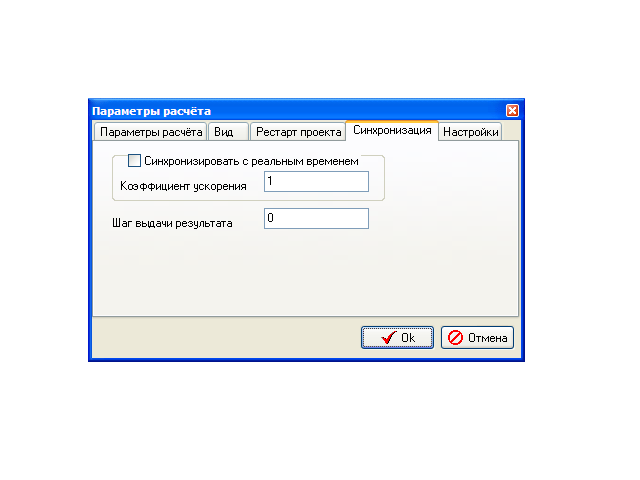 Параметры расчёта
Параметры расчёта Вид Рестарт проекта Синхронизация Настройки
Синхронизировать с реальным временем
Коэффициент ускорения 1
Шаг выдачи результата 0
Ok Отмена